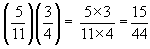 (5/11)(3/4) = (5×3)/(11×4) = 15/44